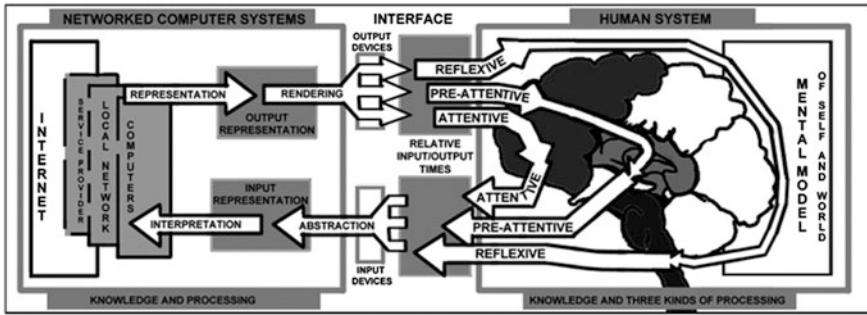 NETWORKED COMPUTER SYSTEMS
INTERFACE
HUMAN SYSTEM
OUTPUT
DEVICES
INTERNET
SERVICE PROVIDER
LOCAL NETWORK
COMPUTERS
REPRESENTATION
OUTPUT
REPRESENTATION
RENDERING
REFLEXIVE
PRE-ATTENTIVE
ATTENTIVE
RELATIVE
INPUT/OUTPUT
TIMES
INPUT
REPRESENTATION
INTERPRETATION
ABSTRACTION
ATTENTIVE
PRE-ATTENTIVE
REFLEXIVE
INPUT
DEVICES
MENTAL MODEL
OF SELF AND WORLD
KNOWLEDGE AND PROCESSING
KNOWLEDGE AND THREE KINDS OF PROCESSING